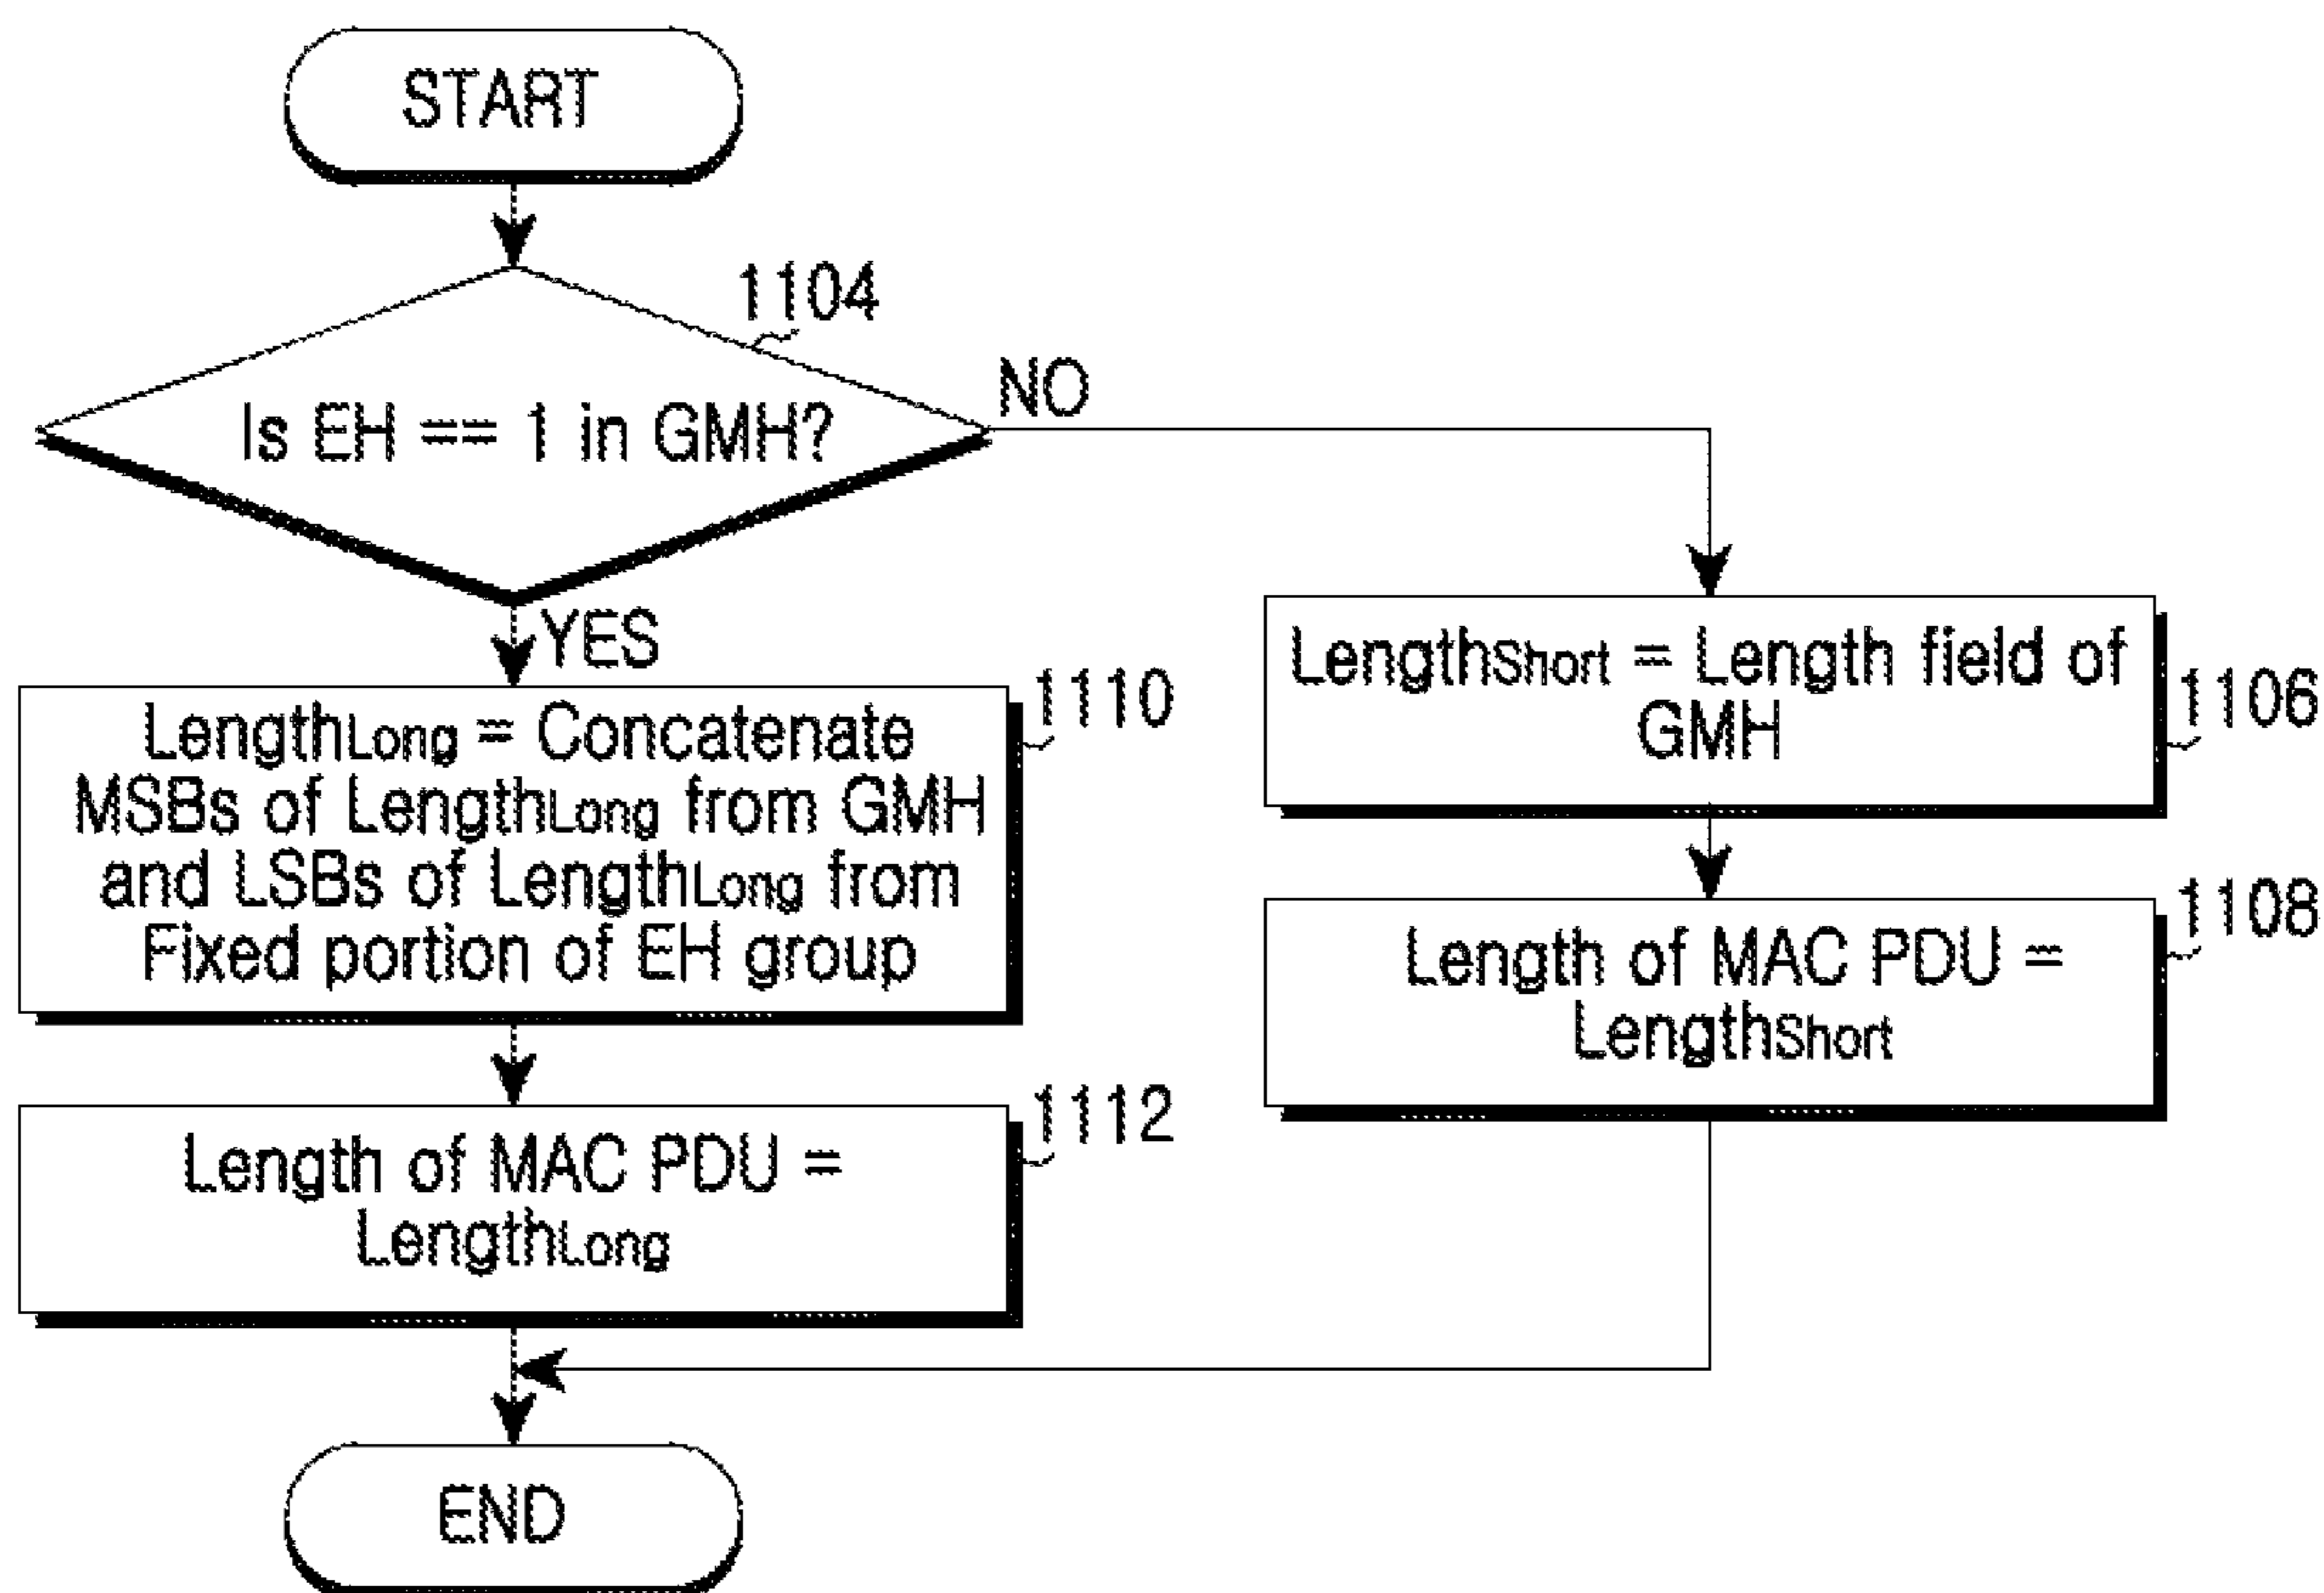 START
1104
Is EH == 1 in GMH?
NO
YES
1110
LengthLong = Concatenate
MSBs of LengthLong from GMH
and LSBs of LengthLong from
Fixed portion of EH group
1112
Length of MAC PDU =
LengthLong
LengthShort = Length field of
GMH
1106
Length of MAC PDU =
LengthShort
1108
END